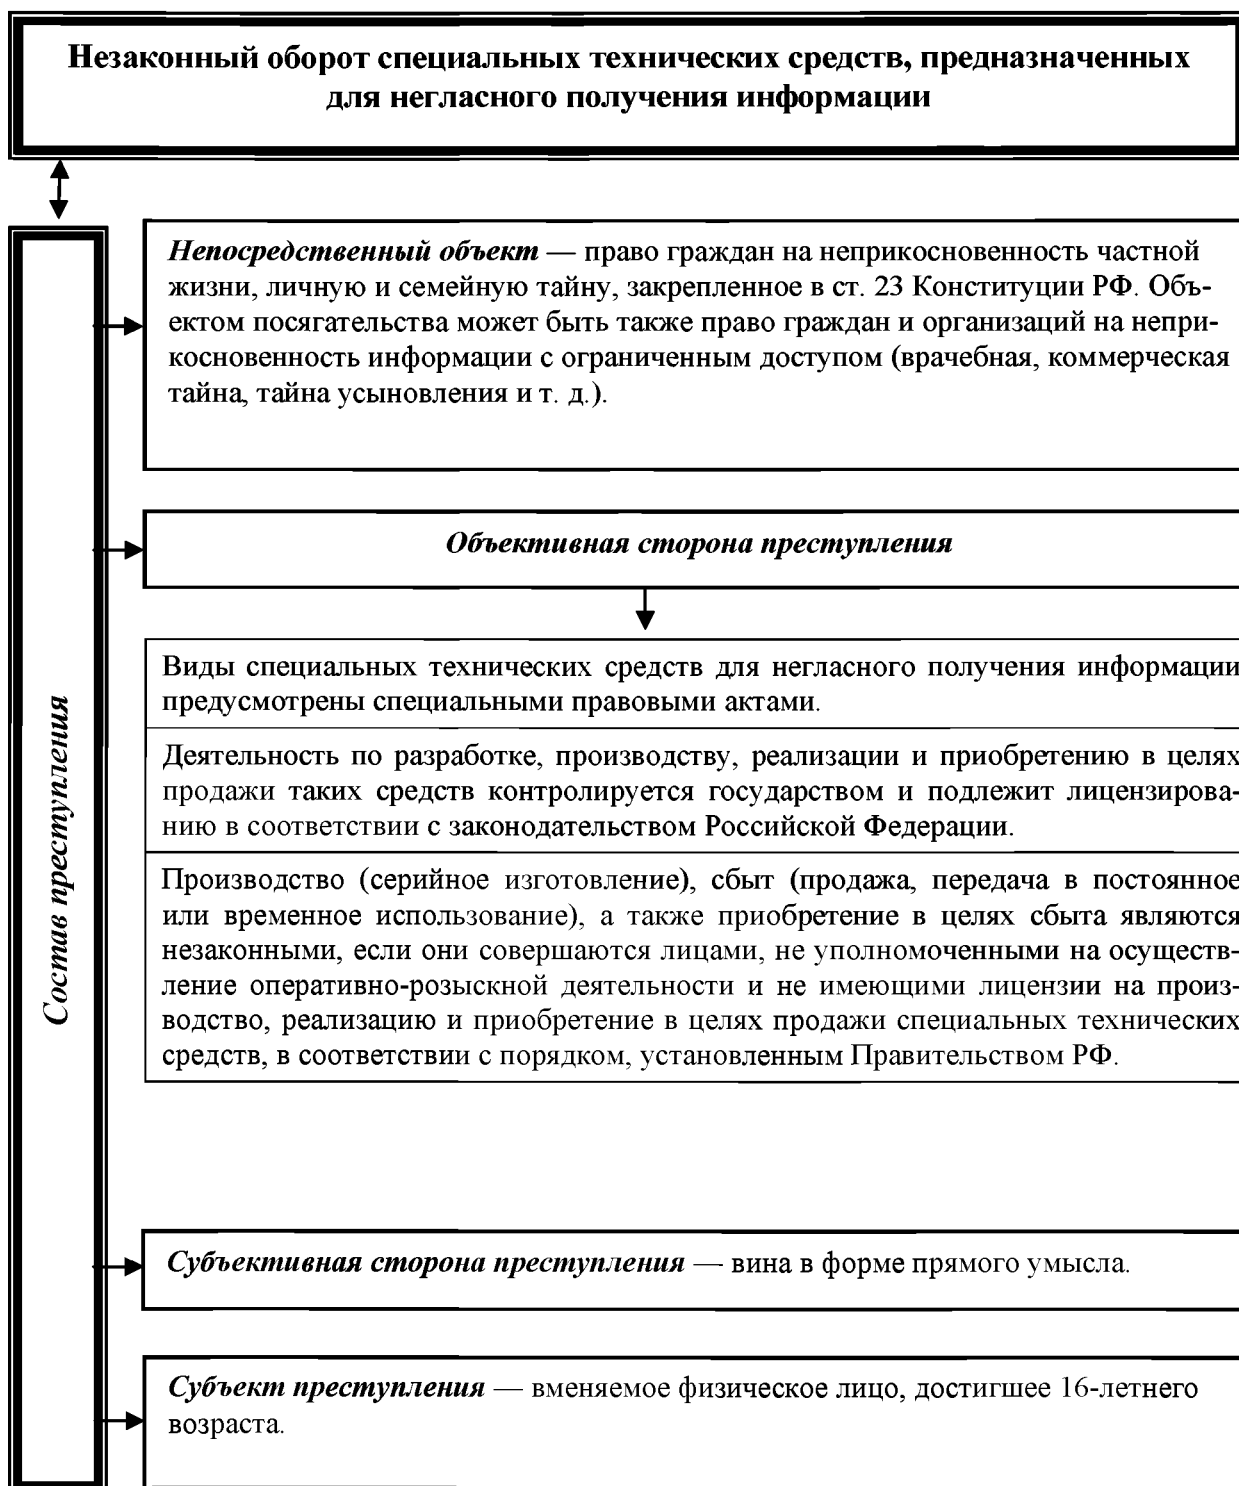 Незаконный оборот специальных технических средств, предназначенных
для негласного получения информации
Состав преступления
Непосредственный объект — право граждан на неприкосновенность частной
жизни, личную и семейную тайну, закрепленное в ст. 23 Конституции РФ. Объ-
ектом посягательства может быть также право граждан и организаций на непри-
косновенность информации с ограниченным доступом (врачебная, коммерческая
тайна, тайна усыновления и т. д.).
Объективная сторона преступления
Виды специальных технических средств для негласного получения информации
предусмотрены специальными правовыми актами.
Деятельность по разработке, производству, реализации и приобретению в целях
продажи таких средств контролируется государством и подлежит лицензирова-
нию в соответствии с законодательством Российской Федерации.
Производство (серийное изготовление), сбыт (продажа, передача в постоянное
или временное использование), а также приобретение в целях сбыта являются
незаконными, если они совершаются лицами, не уполномоченными на осуществ-
ление оперативно-розыскной деятельности и не имеющими лицензии на произ-
водство, реализацию и приобретение в целях продажи специальных технических
средств, в соответствии с порядком, установленным Правительством РФ.
Субъективная сторона преступления — вина в форме прямого умысла.
Субъект преступления — вменяемое физическое лицо, достигшее 16-летнего
возраста.